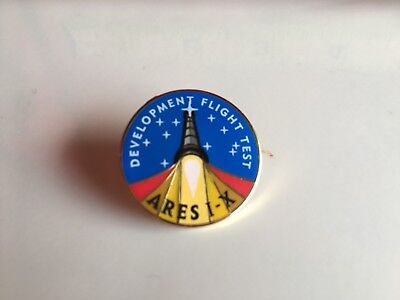 DEVELOPMENT FLIGHT TEST
ARES I-X